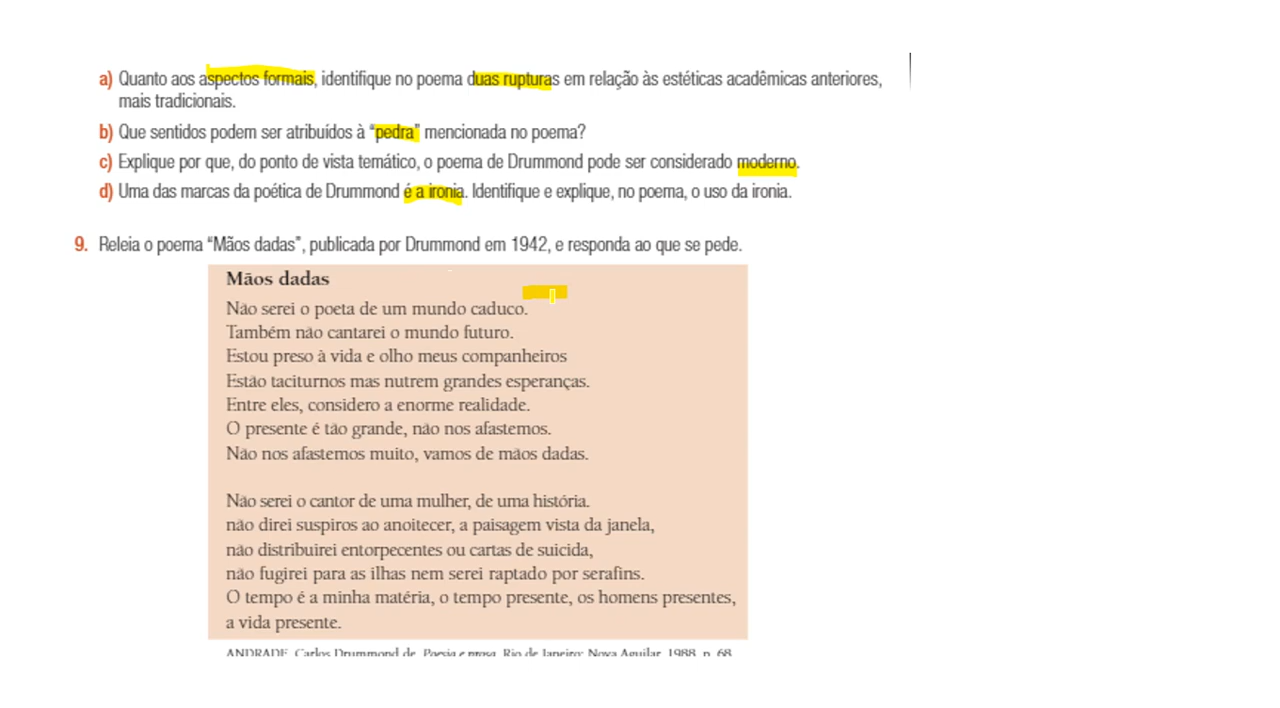 a) Quanto aos aspectos formais, identifique no poema duas rupturas em relação às estéticas acadêmicas anteriores,
mais tradicionais.
b) Que sentidos podem ser atribuídos à “pedra” mencionada no poema?
c) Explique por que, do ponto de vista temático, o poema de Drummond pode ser considerado moderno.
d) Uma das marcas da poética de Drummond é a ironia. Identifique e explique, no poema, o uso da ironia.
9. Releia o poema “Mãos dadas”, publicada por Drummond em 1942, e responda ao que se pede.
Mãos dadas
Não serei o poeta de um mundo caduco.
Também não cantarei o mundo futuro.
Estou preso à vida e olho meus companheiros
Estão taciturnos mas nutrem grandes esperanças.
Entre eles, considero a enorme realidade.
O presente é tão grande, não nos afastemos.
Não nos afastemos muito, vamos de mãos dadas.
Não serei o cantor de uma mulher, de uma história.
não direi suspiros ao anoitecer, a paisagem vista da janela,
não distribuirei entorpecentes ou cartas de suicida,
não fugirei para as ilhas nem serei raptado por serafins.
O tempo é a minha matéria, o tempo presente, os homens presentes,
a vida presente.
ANDRADE, Carlos Drummond de. Poesia e prosa. Rio de Janeiro: Nova Aguilar, 1988. p. 68.